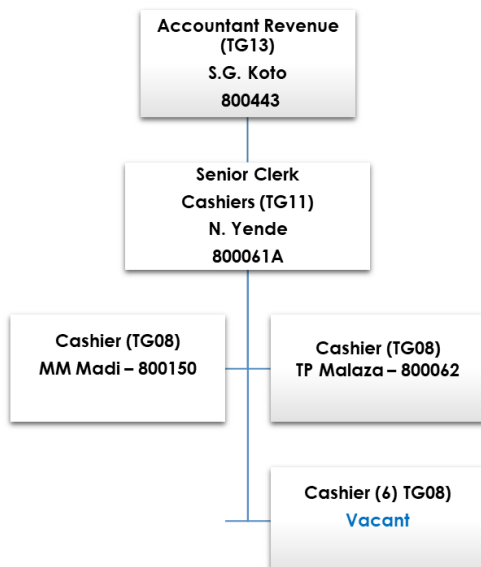 Accountant Revenue
(TG13)
S.G. Koto
800443
Senior Clerk
Cashiers (TG11)
N. Yende
800061A
Cashier (TG08)
MM Madi – 800150
Cashier (TG08)
TP Malaza – 800062
Cashier (6) TG08)
Vacant